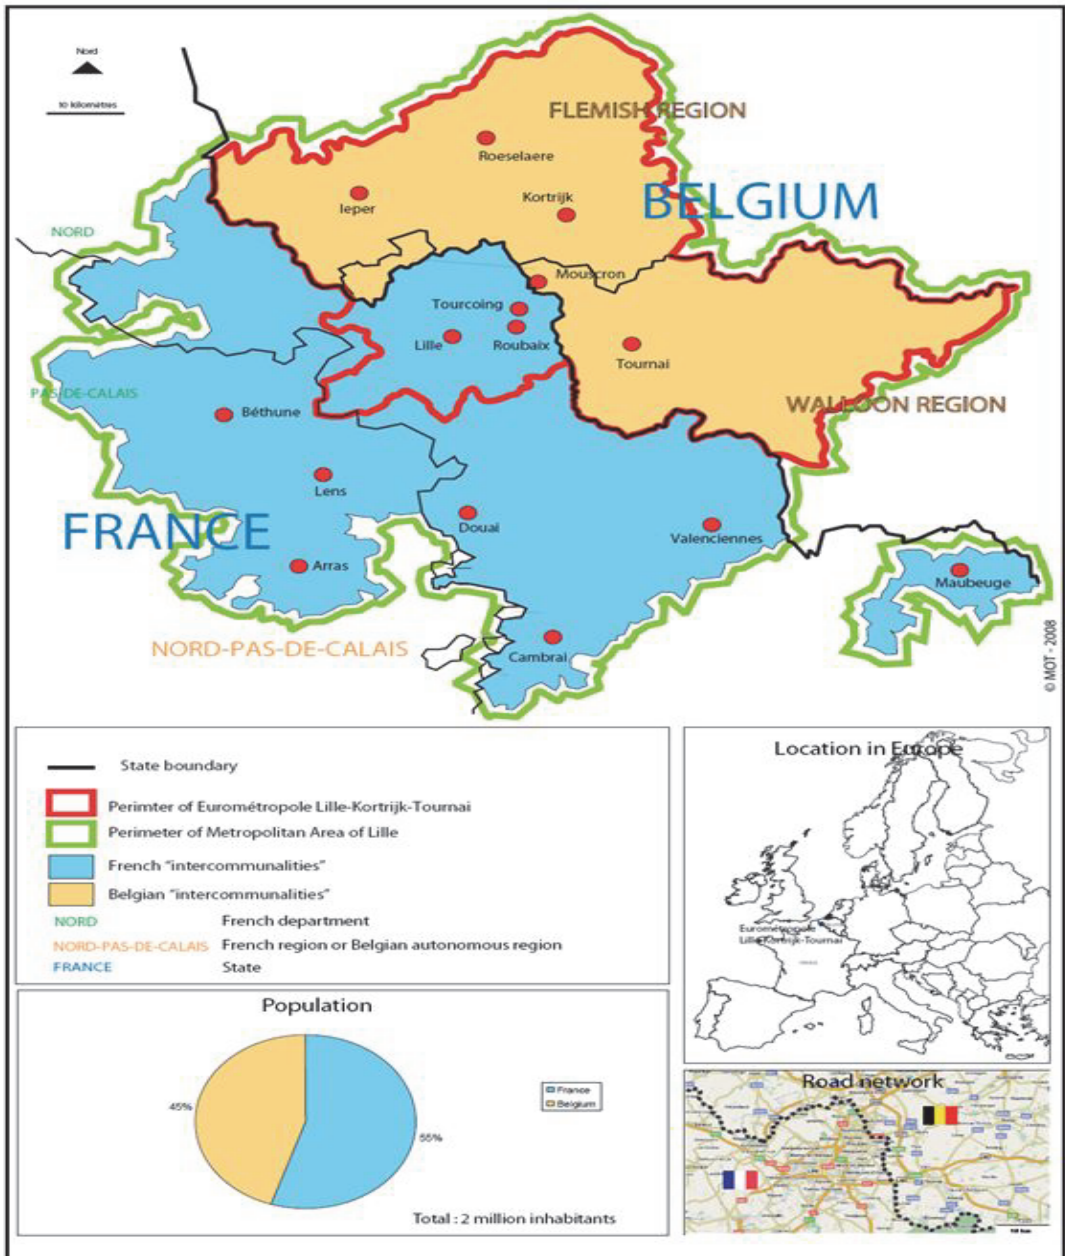 Nord
10 kilomètres
FLEMISH REGION
Roeselaere
Ieper
Kortrijk
BELGIUM
NORD
Mouscron
Tourcoing
Lille
Roubaix
Tournai
PAS-DE-CALAIS
WALLOON REGION
Béthune
Lens
FRANCE
Douai
Valenciennes
Arras
Maubeuge
NORD-PAS-DE-CALAIS
Cambrai
© MOT - 2008
State boundary
Perimter of Eurométropole Lille-Kortrijk-Tournai
Perimeter of Metropolitan Area of Lille
French "intercommunalities"
Belgian "intercommunalities"
NORD French department
NORD-PAS-DE-CALAIS French region or Belgian autonomous region
FRANCE State
Location in Europe
Eurométropole
Lille-Kortrijk-Tournai
Population
45%
55%
France
Belgium
Total : 2 million inhabitants
Road network